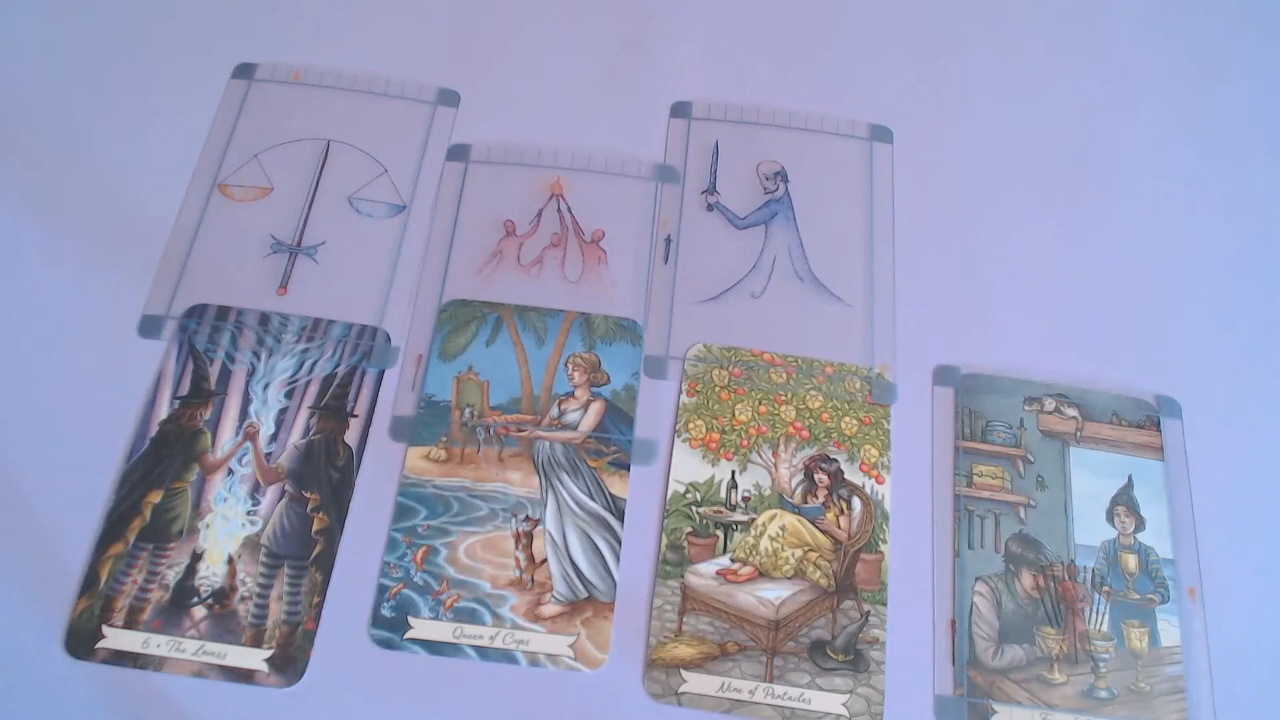 6 • The Lovers
Queen of Cups
Nine of Pentacles